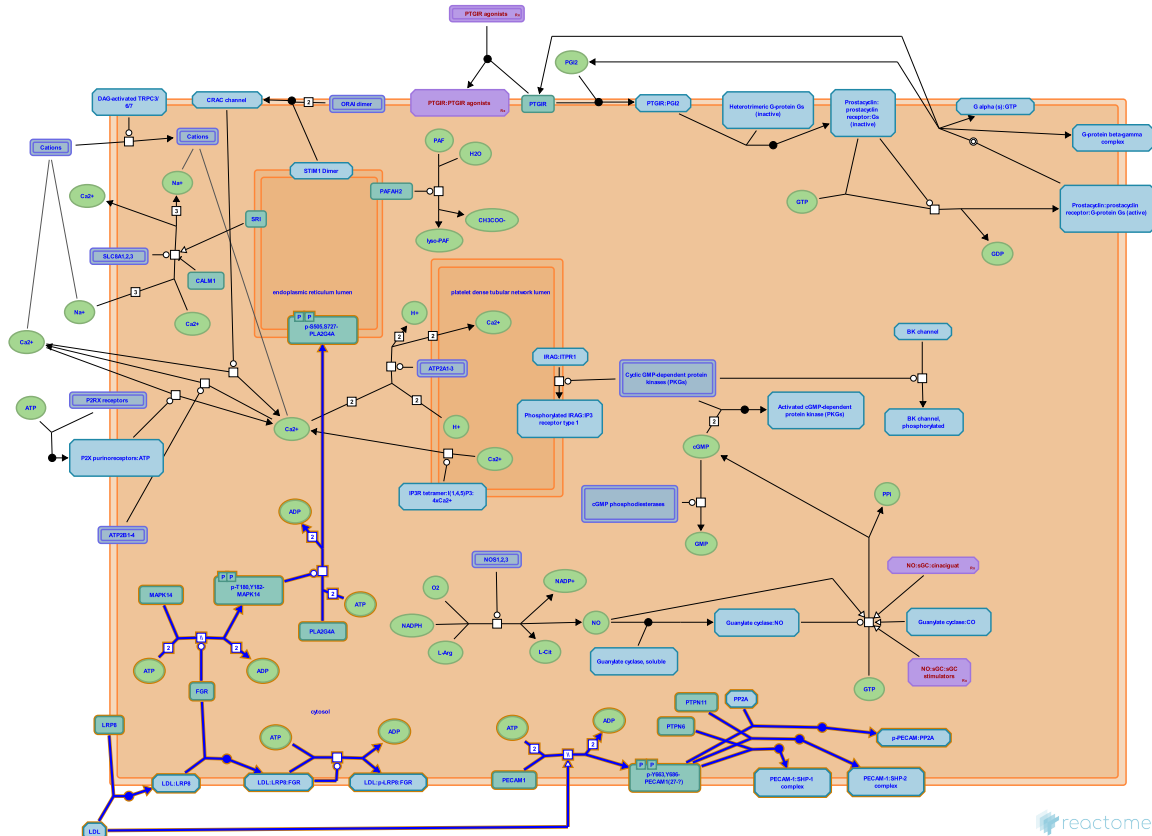 PTGIR agonists
Rx
PGI2
DAG-activated TRPC3/
6/7
CRAC channel
2
ORAI dimer
PTGIR:PTGIR agonists
Rx
PTGIR
PTGIR:PGI2
Heterotrimeric G-protein Gs
(inactive)
Prostacyclin:
prostacyclin
receptor:Gs
(inactive)
G alpha (s):GTP
G-protein beta-gamma
complex
Cations
Cations
PAF
H2O
STIM1 Dimer
Na+
Ca2+
3
PAFAH2
CH3COO-
lyso-PAF
SRI
GTP
Prostacyclin:prostacyclin
receptor:G-protein Gs (active)
GDP
SLC8A1,2,3
CALM1
3
Na+
Ca2+
endoplasmic reticulum lumen
platelet dense tubular network lumen
P
P
p-S505,S727-
PLA2G4A
H+
2
2
Ca2+
Ca2+
ATP2A1-3
IRAG:ITPR1
BK channel
Cyclic GMP-dependent protein
kinases (PKGs)
ATP
P2RX receptors
2
2
H+
Phosphorylated IRAG:IP3
receptor type 1
2
Activated cGMP-dependent
protein kinase (PKGs)
BK channel,
phosphorylated
Ca2+
P2X purinoreceptors:ATP
Ca2+
cGMP
IP3R tetramer:I(1,4,5)P3:
4xCa2+
cGMP phosphodiesterases
PPi
ATP2B1-4
ADP
2
GMP
NOS1,2,3
NO:sGC:cinaciguat
Rx
P
P
p-T180,Y182-
MAPK14
MAPK14
2
ATP
O2
NADP+
NADPH
NO
Guanylate cyclase:NO
Guanylate cyclase:CO
PLA2G4A
L-Arg
L-Cit
Guanylate cyclase, soluble
NO:sGC:sGC
stimulators
Rx
2
2
ATP
ADP
FGR
GTP
cytosol
LRP8
ATP
ADP
ATP
ADP
2
2
PTPN11
PP2A
PTPN6
p-PECAM:PP2A
LDL:LRP8
LDL:LRP8:FGR
LDL:p-LRP8:FGR
PECAM1
P
P
p-Y663,Y686-
PECAM1(27-?)
PECAM-1:SHP-1
complex
PECAM-1:SHP-2
complex
LDL
reactome